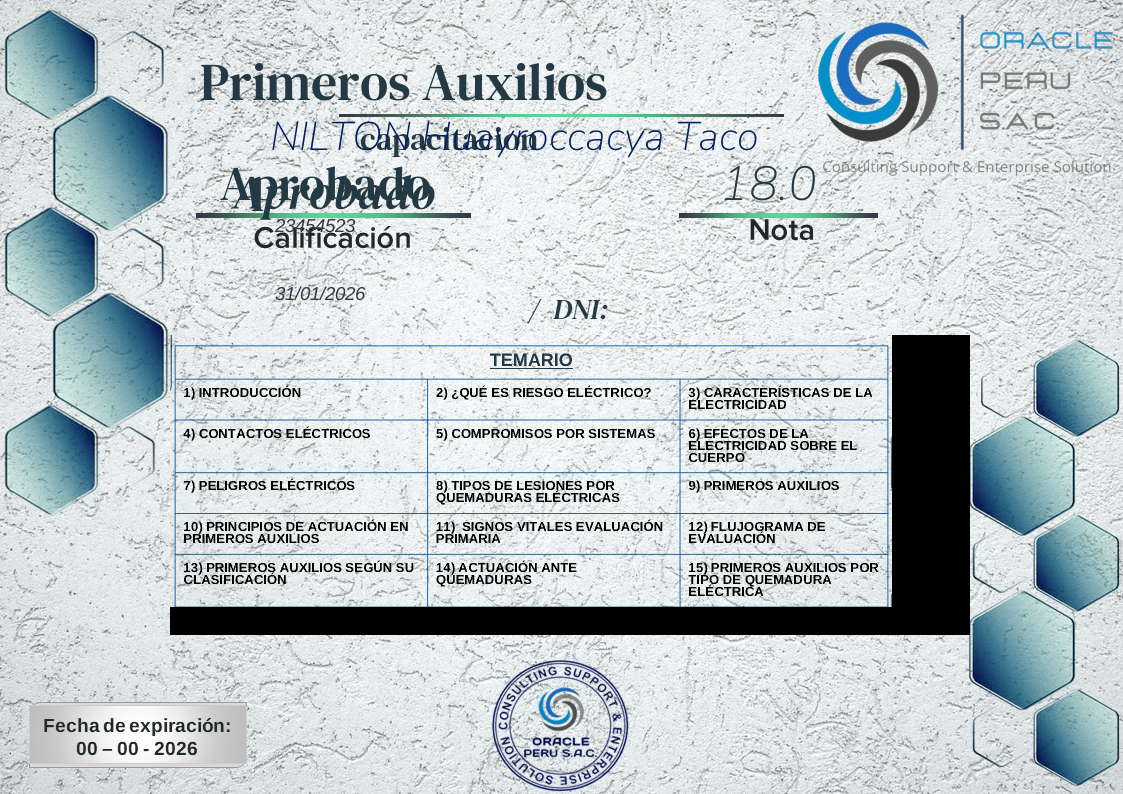 Primeros Auxilios
ORACLE
PERU
S.A.C
Consulting Support & Enterprise Solution
capacitacion
NILTON Huayroccacya Taco
Aprobado
Aprobado
18.0
23454523
Calificación
Nota
31/01/2026
/ DNI:
TEMARIO
1) INTRODUCCIÓN
2) ¿QUÉ ES RIESGO ELÉCTRICO?
3) CARACTERÍSTICAS DE LA
ELECTRICIDAD
4) CONTACTOS ELÉCTRICOS
5) COMPROMISOS POR SISTEMAS
6) EFECTOS DE LA
ELECTRICIDAD SOBRE EL
CUERPO
7) PELIGROS ELÉCTRICOS
8) TIPOS DE LESIONES POR
QUEMADURAS ELÉCTRICAS
9) PRIMEROS AUXILIOS
10) PRINCIPIOS DE ACTUACIÓN EN
PRIMEROS AUXILIOS
11) SIGNOS VITALES EVALUACIÓN
PRIMARIA
12) FLUJOGRAMA DE
EVALUACIÓN
13) PRIMEROS AUXILIOS SEGÚN SU
CLASIFICACIÓN
14) ACTUACIÓN ANTE
QUEMADURAS
15) PRIMEROS AUXILIOS POR
TIPO DE QUEMADURA
ELÉCTRICA
Fecha de expiración:
00 – 00 - 2026
CONSULTING SUPPORT & ENTERPRISE SOLUTION
ORACLE
PERÚ S.A.C.